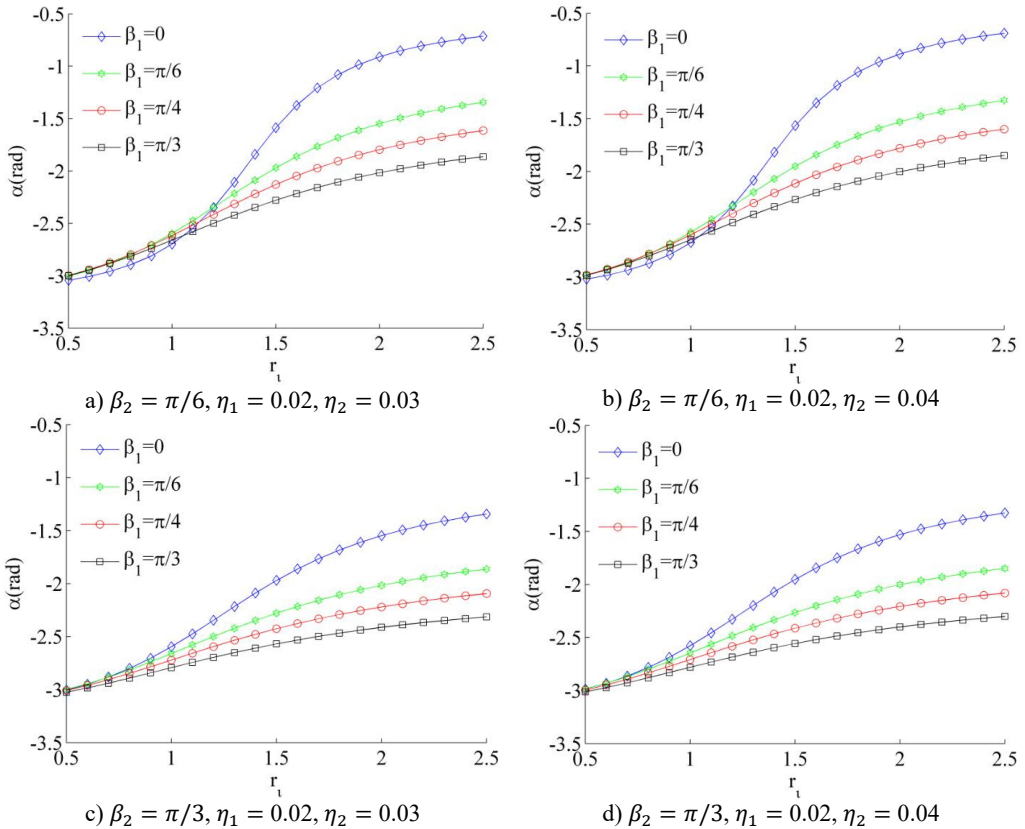 -0.5
-1
-1.5
-2
-2.5
-3
-3.5
α(rad)
β₁=0
β₁=π/6
β₁=π/4
β₁=π/3
0.5 1 1.5 2 2.5
r₁
a) β₂ = π/6, η₁ = 0.02, η₂ = 0.03
-0.5
-1
-1.5
-2
-2.5
-3
-3.5
α(rad)
β₁=0
β₁=π/6
β₁=π/4
β₁=π/3
0.5 1 1.5 2 2.5
r₁
b) β₂ = π/6, η₁ = 0.02, η₂ = 0.04
-0.5
-1
-1.5
-2
-2.5
-3
-3.5
α(rad)
β₁=0
β₁=π/6
β₁=π/4
β₁=π/3
0.5 1 1.5 2 2.5
r₁
c) β₂ = π/3, η₁ = 0.02, η₂ = 0.03
-0.5
-1
-1.5
-2
-2.5
-3
-3.5
α(rad)
β₁=0
β₁=π/6
β₁=π/4
β₁=π/3
0.5 1 1.5 2 2.5
r₁
d) β₂ = π/3, η₁ = 0.02, η₂ = 0.04